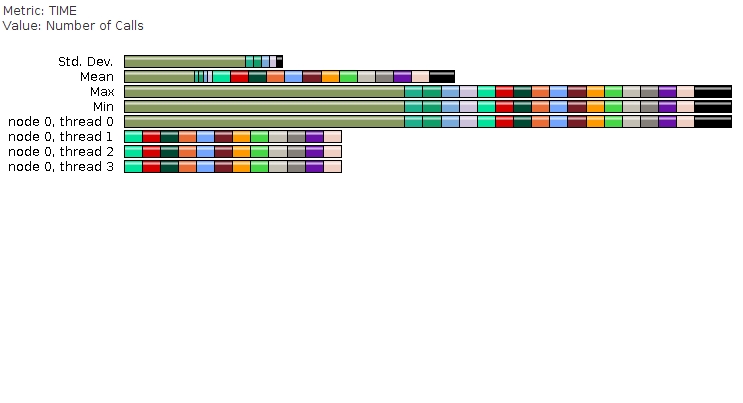 Metric: TIME
Value: Number of Calls
Std. Dev.
Mean
Max
Min
node 0, thread 0
node 0, thread 1
node 0, thread 2
node 0, thread 3